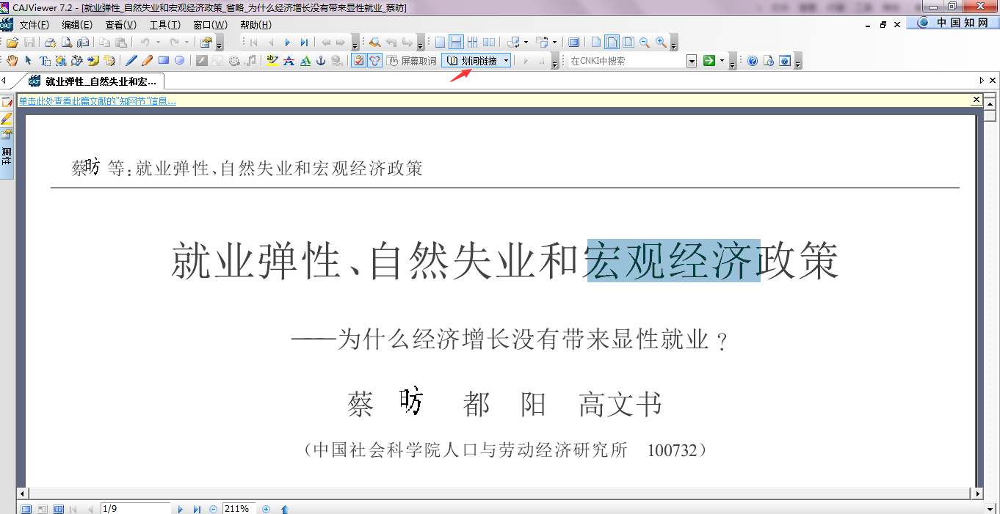 CAJViewer 7.2 - [就业弹性_自然失业和宏观经济政策_省略_为什么经济增长没有带来显性就业_蔡昉]
文件(F) 编辑(E) 查看(V) 工具(T) 窗口(W) 帮助(H) 中国知网
屏幕取词 划词链接 在CNKI中搜索
就业弹性_自然失业和宏...
单击此处查看此篇文献的"知网节"信息...
属性
蔡昉 等:就业弹性、自然失业和宏观经济政策
就业弹性、自然失业和宏观经济政策
——为什么经济增长没有带来显性就业?
蔡 昉 都 阳 高文书
(中国社会科学院人口与劳动经济研究所 100732)
1/9 211%